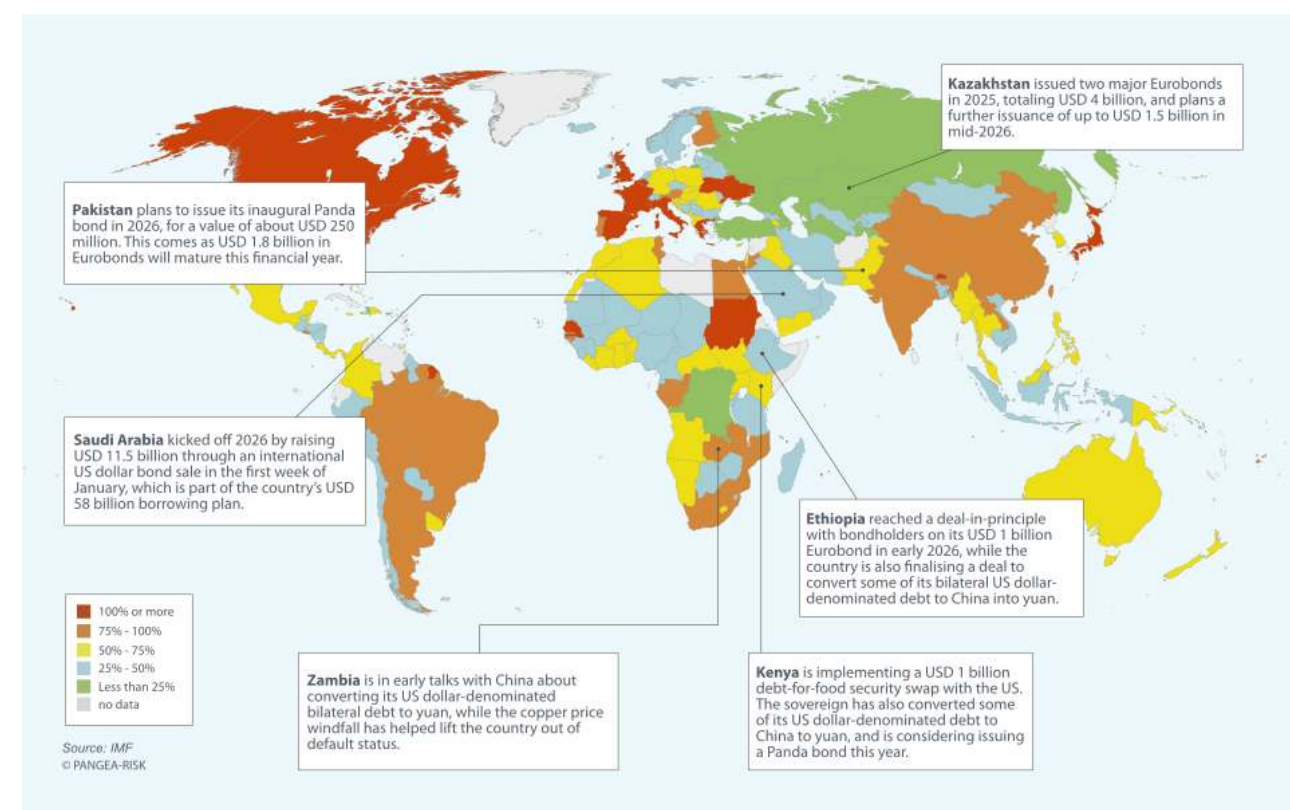 Kazakhstan issued two major Eurobonds
in 2025, totaling USD 4 billion, and plans a
further issuance of up to USD 1.5 billion in
mid-2026.
Pakistan plans to issue its inaugural Panda
bond in 2026, for a value of about USD 250
million. This comes as USD 1.8 billion in
Eurobonds will mature this financial year.
Saudi Arabia kicked off 2026 by raising
USD 11.5 billion through an international
US dollar bond sale in the first week of
January, which is part of the country's USD
58 billion borrowing plan.
Ethiopia reached a deal-in-principle
with bondholders on its USD 1 billion
Eurobond in early 2026, while the
country is also finalising a deal to
convert some of its bilateral US dollar-
denominated debt to China into yuan.
100% or more
75% - 100%
50% - 75%
25% - 50%
Less than 25%
no data
Zambia is in early talks with China about
converting its US dollar-denominated
bilateral debt to yuan, while the copper price
windfall has helped lift the country out of
default status.
Kenya is implementing a USD 1 billion
debt-for-food security swap with the US.
The sovereign has also converted some
of its US dollar-denominated debt to
China to yuan, and is considering issuing
a Panda bond this year.
Source: IMF
© PANGEA-RISK